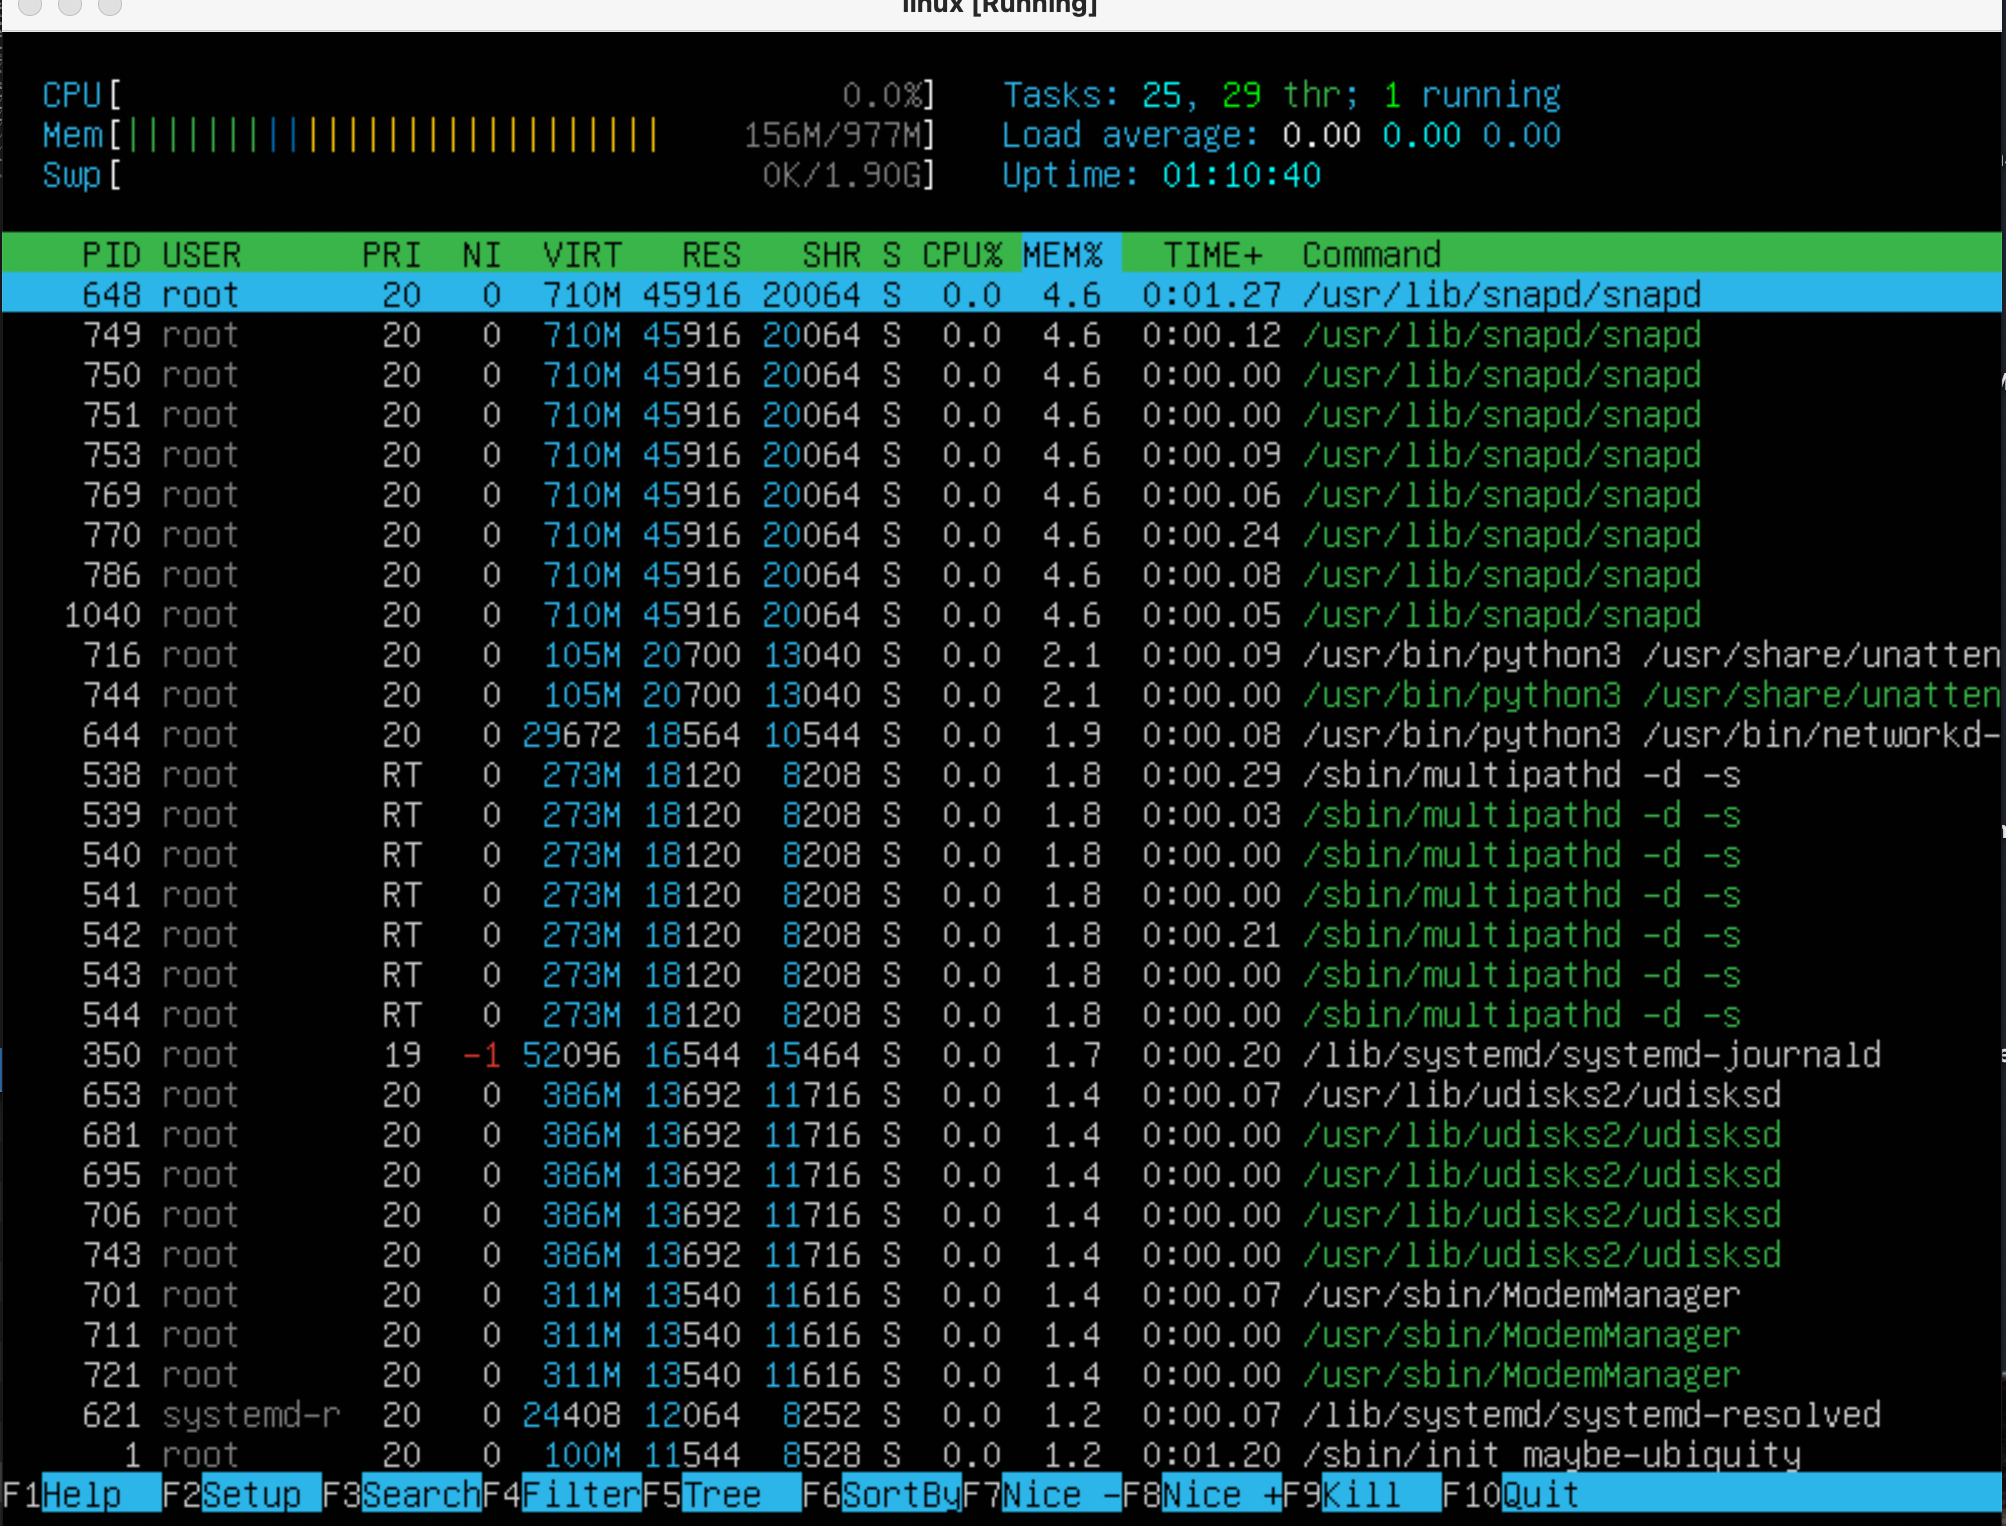 linux [Running]
CPU[ 0.0%] Tasks: 25, 29 thr; 1 running
Mem[||||||||||||||||||||||||||| 156M/977M] Load average: 0.00 0.00 0.00
Swp[ 0K/1.90G] Uptime: 01:10:40
PID USER PRI NI VIRT RES SHR S CPU% MEM% TIME+ Command
648 root 20 0 710M 45916 20064 S 0.0 4.6 0:01.27 /usr/lib/snapd/snapd
749 root 20 0 710M 45916 20064 S 0.0 4.6 0:00.12 /usr/lib/snapd/snapd
750 root 20 0 710M 45916 20064 S 0.0 4.6 0:00.00 /usr/lib/snapd/snapd
751 root 20 0 710M 45916 20064 S 0.0 4.6 0:00.00 /usr/lib/snapd/snapd
753 root 20 0 710M 45916 20064 S 0.0 4.6 0:00.09 /usr/lib/snapd/snapd
769 root 20 0 710M 45916 20064 S 0.0 4.6 0:00.06 /usr/lib/snapd/snapd
770 root 20 0 710M 45916 20064 S 0.0 4.6 0:00.24 /usr/lib/snapd/snapd
786 root 20 0 710M 45916 20064 S 0.0 4.6 0:00.08 /usr/lib/snapd/snapd
1040 root 20 0 710M 45916 20064 S 0.0 4.6 0:00.05 /usr/lib/snapd/snapd
716 root 20 0 105M 20700 13040 S 0.0 2.1 0:00.09 /usr/bin/python3 /usr/share/unatten
744 root 20 0 105M 20700 13040 S 0.0 2.1 0:00.00 /usr/bin/python3 /usr/share/unatten
644 root 20 0 29672 18564 10544 S 0.0 1.9 0:00.08 /usr/bin/python3 /usr/bin/networkd-
538 root RT 0 273M 18120 8208 S 0.0 1.8 0:00.29 /sbin/multipathd -d -s
539 root RT 0 273M 18120 8208 S 0.0 1.8 0:00.03 /sbin/multipathd -d -s
540 root RT 0 273M 18120 8208 S 0.0 1.8 0:00.00 /sbin/multipathd -d -s
541 root RT 0 273M 18120 8208 S 0.0 1.8 0:00.00 /sbin/multipathd -d -s
542 root RT 0 273M 18120 8208 S 0.0 1.8 0:00.21 /sbin/multipathd -d -s
543 root RT 0 273M 18120 8208 S 0.0 1.8 0:00.00 /sbin/multipathd -d -s
544 root RT 0 273M 18120 8208 S 0.0 1.8 0:00.00 /sbin/multipathd -d -s
350 root 19 -1 52096 16544 15464 S 0.0 1.7 0:00.20 /lib/systemd/systemd-journald
653 root 20 0 386M 13692 11716 S 0.0 1.4 0:00.07 /usr/lib/udisks2/udisksd
681 root 20 0 386M 13692 11716 S 0.0 1.4 0:00.00 /usr/lib/udisks2/udisksd
695 root 20 0 386M 13692 11716 S 0.0 1.4 0:00.00 /usr/lib/udisks2/udisksd
706 root 20 0 386M 13692 11716 S 0.0 1.4 0:00.00 /usr/lib/udisks2/udisksd
743 root 20 0 386M 13692 11716 S 0.0 1.4 0:00.00 /usr/lib/udisks2/udisksd
701 root 20 0 311M 13540 11616 S 0.0 1.4 0:00.07 /usr/sbin/ModemManager
711 root 20 0 311M 13540 11616 S 0.0 1.4 0:00.00 /usr/sbin/ModemManager
721 root 20 0 311M 13540 11616 S 0.0 1.4 0:00.00 /usr/sbin/ModemManager
621 systemd-r 20 0 24408 12064 8252 S 0.0 1.2 0:00.07 /lib/systemd/systemd-resolved
1 root 20 0 100M 11544 8528 S 0.0 1.2 0:01.20 /sbin/init maybe-ubiquity
F1Help F2Setup F3SearchF4FilterF5Tree F6SortByF7Nice -F8Nice +F9Kill F10Quit